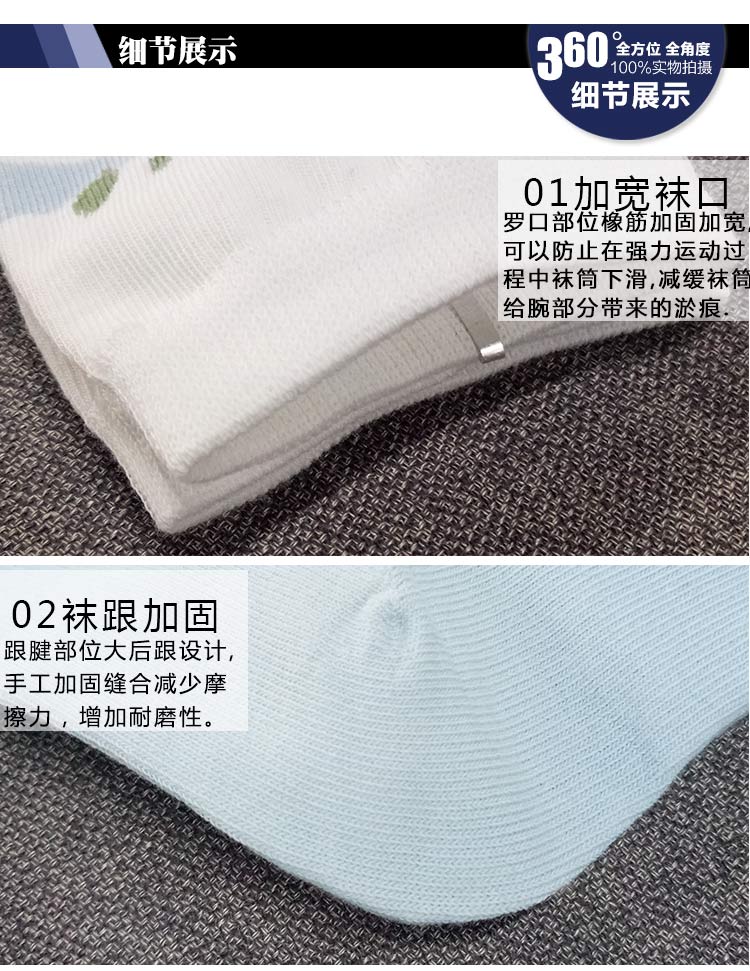 细节展示
360°全方位 全角度
100%实物拍摄
细节展示
01加宽袜口
罗口部位橡筋加固加宽,
可以防止在强力运动过
程中袜筒下滑,减缓袜筒
给腕部分带来的淤痕.
02袜跟加固
跟腱部位大后跟设计,
手工加固缝合减少摩
擦力，增加耐磨性。